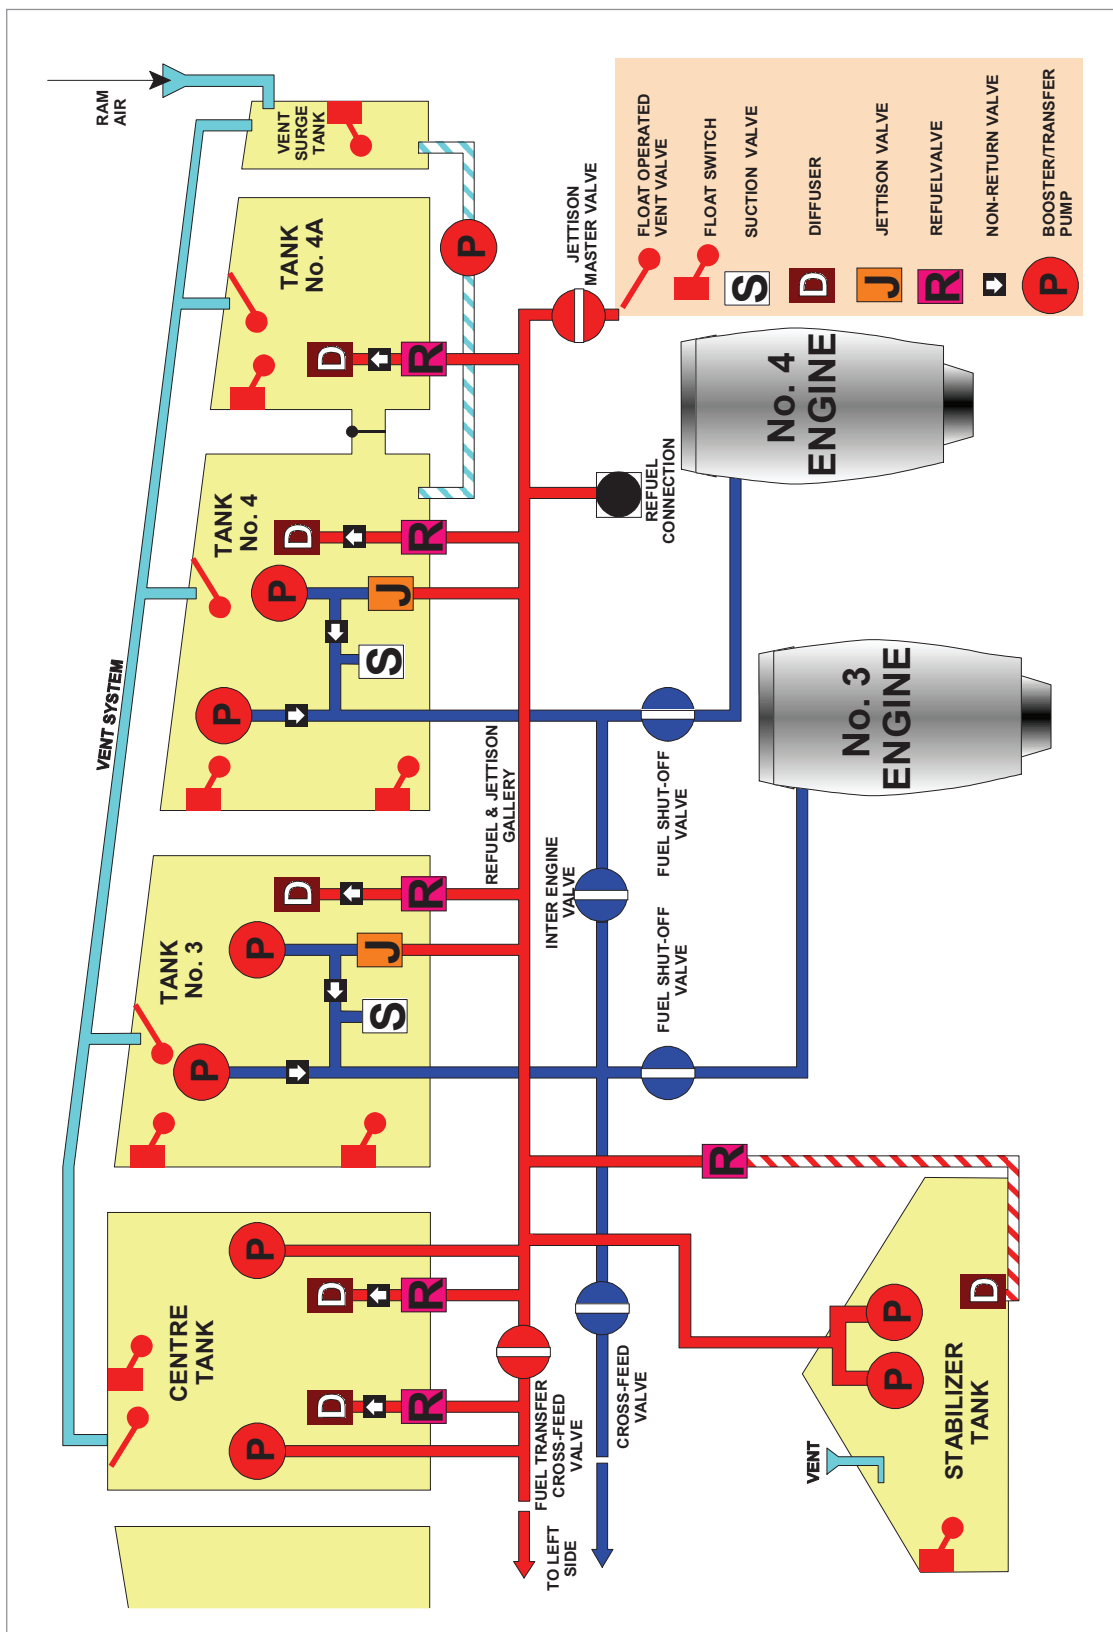 RAM
AIR
VENT
SURGE
TANK
TANK
No. 4A
D
R
P
JETTISON
MASTER VALVE
VENT SYSTEM
TANK
No. 4
D
R
P
J
S
P
REFUEL
CONNECTION
No. 4
ENGINE
TANK
No. 3
D
R
P
J
S
P
REFUEL & JETTISON
GALLERY
INTER ENGINE
VALVE
FUEL SHUT-OFF
VALVE
FUEL SHUT-OFF
VALVE
No. 3
ENGINE
CENTRE
TANK
P
D
R
D
R
P
FUEL TRANSFER
CROSS-FEED
VALVE
CROSS-FEED
VALVE
TO LEFT
SIDE
R
D
P
P
VENT
STABILIZER
TANK
FLOAT OPERATED
VENT VALVE
FLOAT SWITCH
S
SUCTION VALVE
D
DIFFUSER
J
JETTISON VALVE
R
REFUELVALVE
NON-RETURN VALVE
P
BOOSTER/TRANSFER
PUMP